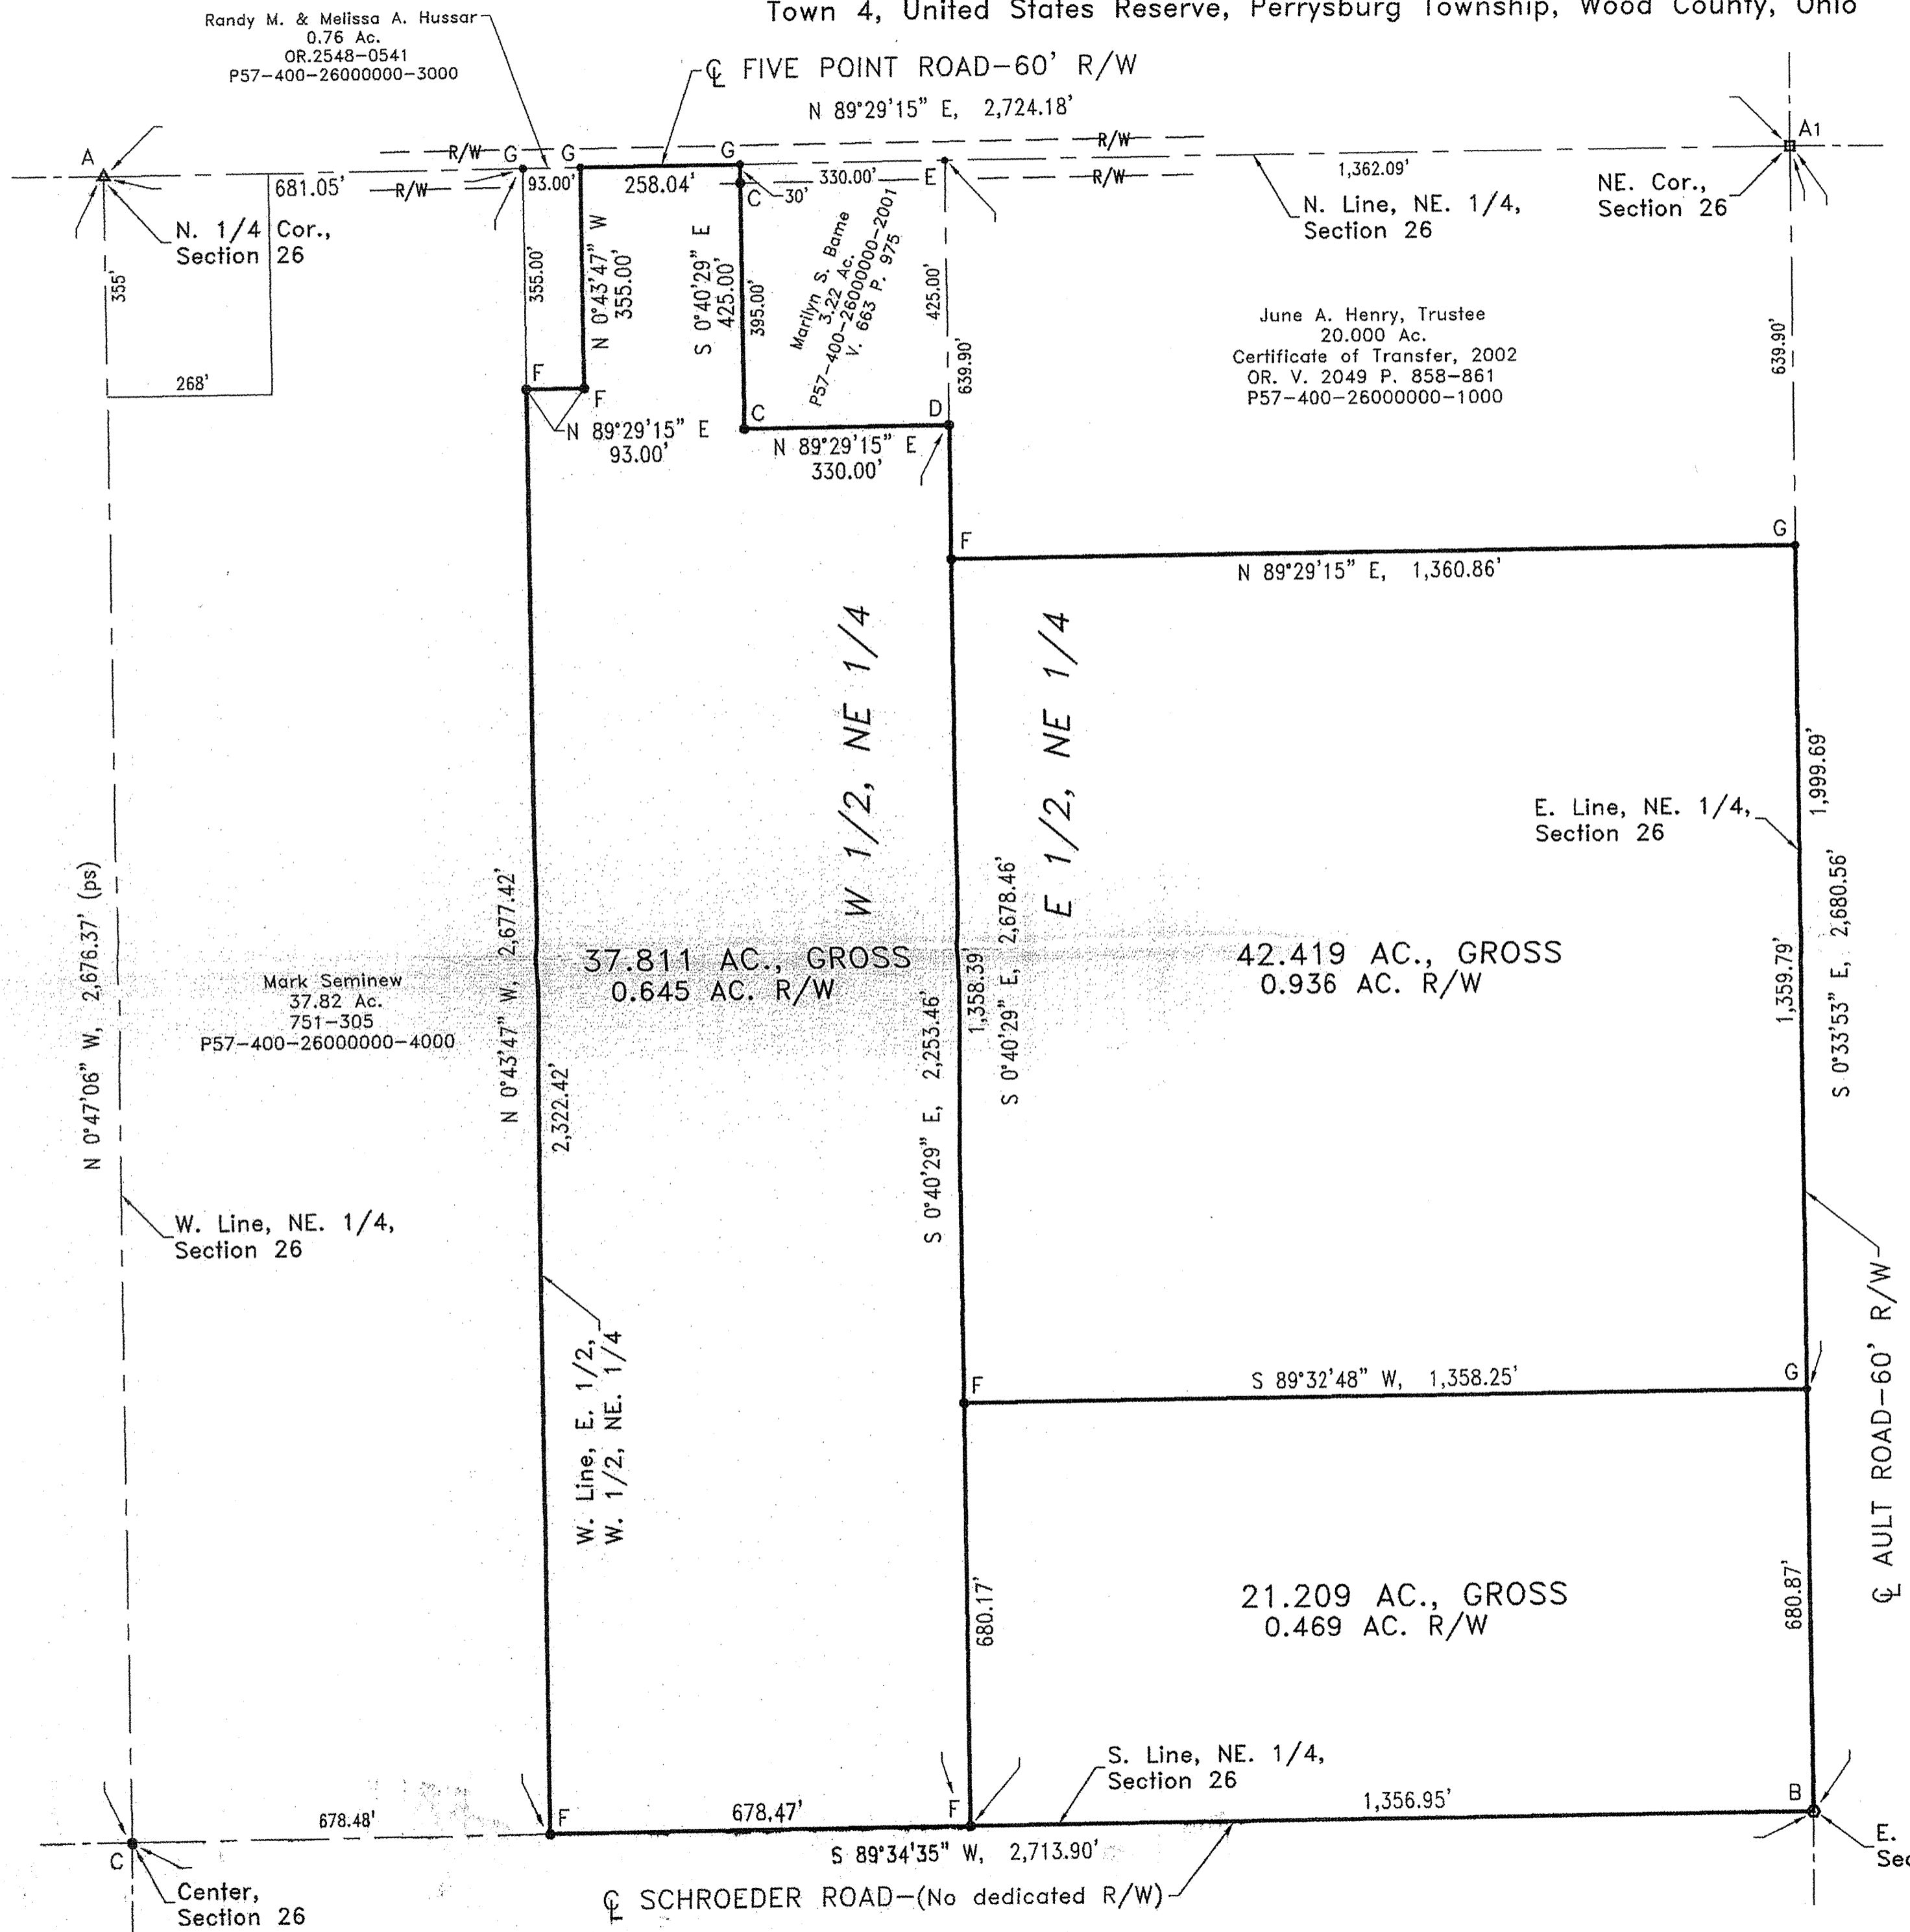 Town 4, United States Reserve, Perrysburg Township, Wood County, Ohio
Randy M. & Melissa A. Hussar
0.76 Ac.
OR.2548-0541
P57-400-26000000-3000
℄ FIVE POINT ROAD-60' R/W
N 89°29'15" E, 2,724.18'
A
R/W
G
G
G
R/W
A1
681.05'
R/W
93.00'
258.04'
C
30'
330.00'
E
R/W
1,362.09'
NE. Cor.,
Section 26
N. Line, NE. 1/4,
Section 26
N. 1/4 Cor.,
Section 26
355'
268'
355.00'
N 0°43'47" W
355.00'
S 0°40'29" E
425.00'
395.00'
Marilyn S. Bame
3.22 Ac.
P57-400-26000000-2001
V. 663 P. 975
425.00'
639.90'
June A. Henry, Trustee
20.000 Ac.
Certificate of Transfer, 2002
OR. V. 2049 P. 858-861
P57-400-26000000-1000
639.90'
F
F
N 89°29'15" E
93.00'
C
D
N 89°29'15" E
330.00'
F
G
N 89°29'15" E, 1,360.86'
W 1/2, NE 1/4
E 1/2, NE 1/4
1,999.69'
E. Line, NE. 1/4,
Section 26
N 0°47'06" W, 2,676.37' (ps)
Mark Seminew
37.82 Ac.
751-305
P57-400-26000000-4000
N 0°43'47" W, 2,677.42'
2,322.42'
37.811 AC., GROSS
0.645 AC. R/W
S 0°40'29" E, 2,253.46'
1,358.39'
S 0°40'29" E, 2,678.46'
42.419 AC., GROSS
0.936 AC. R/W
1,359.79'
S 0°33'53" E, 2,680.56'
W. Line, NE. 1/4,
Section 26
W. Line, E. 1/2,
W. 1/2, NE. 1/4
F
S 89°32'48" W, 1,358.25'
G
℄ AULT ROAD-60' R/W
680.17'
21.209 AC., GROSS
0.469 AC. R/W
680.87'
S. Line, NE. 1/4,
Section 26
678.48'
F
678.47'
F
1,356.95'
B
S 89°34'35" W, 2,713.90'
E.
C
Center,
Section 26
℄ SCHROEDER ROAD-(No dedicated R/W)